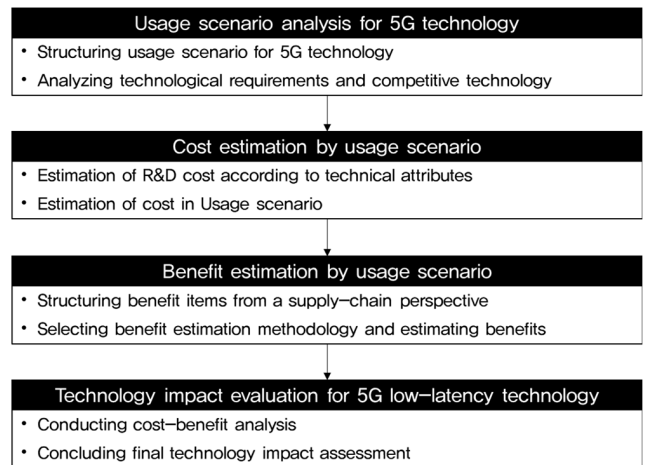 Usage scenario analysis for 5G technology
• Structuring usage scenario for 5G technology
• Analyzing technological requirements and competitive technology
Cost estimation by usage scenario
• Estimation of R&D cost according to technical attributes
• Estimation of cost in Usage scenario
Benefit estimation by usage scenario
• Structuring benefit items from a supply−chain perspective
• Selecting benefit estimation methodology and estimating benefits
Technology impact evaluation for 5G low−latency technology
• Conducting cost−benefit analysis
• Concluding final technology impact assessment